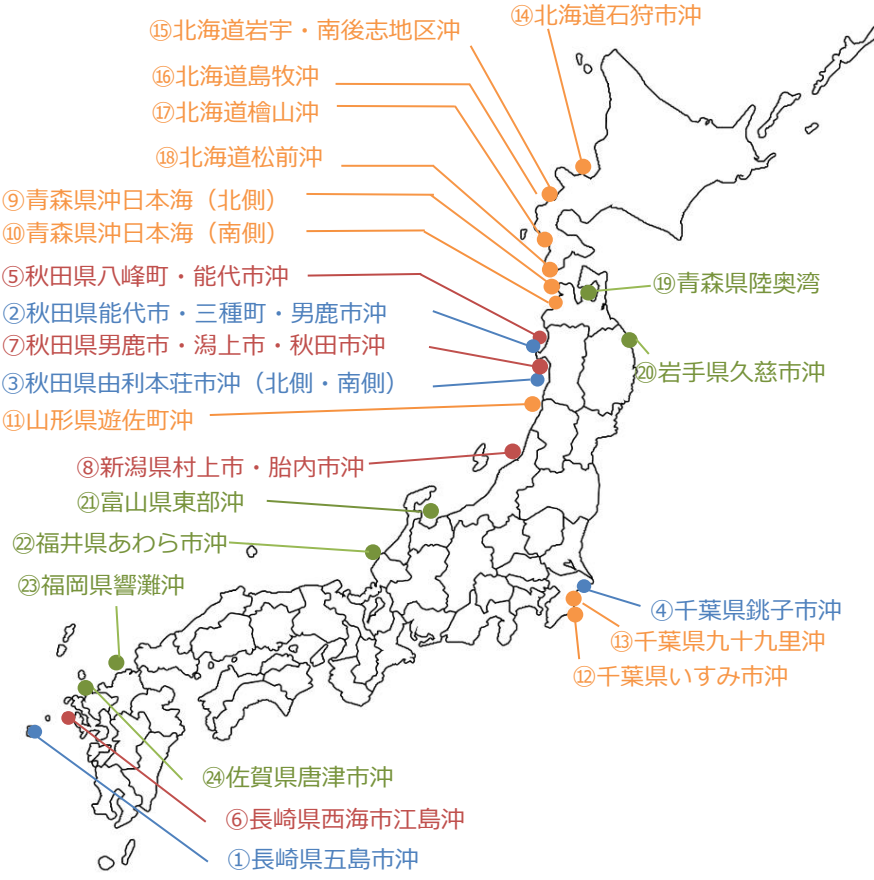 ⑭北海道石狩市沖
⑮北海道岩宇・南後志地区沖
⑯北海道島牧沖
⑰北海道檜山沖
⑱北海道松前沖
⑨青森県沖日本海（北側）
⑩青森県沖日本海（南側）
⑤秋田県八峰町・能代市沖
⑲青森県陸奥湾
②秋田県能代市・三種町・男鹿市沖
⑦秋田県男鹿市・潟上市・秋田市沖
⑳岩手県久慈市沖
③秋田県由利本荘市沖（北側・南側）
⑪山形県遊佐町沖
⑧新潟県村上市・胎内市沖
㉑富山県東部沖
㉒福井県あわら市沖
㉓福岡県響灘沖
④千葉県銚子市沖
⑬千葉県九十九里沖
⑫千葉県いすみ市沖
㉔佐賀県唐津市沖
⑥長崎県西海市江島沖
①長崎県五島市沖